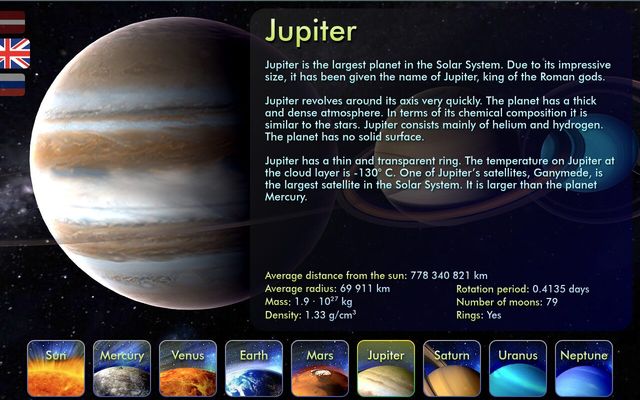 Jupiter
Jupiter is the largest planet in the Solar System. Due to its impressive
size, it has been given the name of Jupiter, king of the Roman gods.
Jupiter revolves around its axis very quickly. The planet has a thick
and dense atmosphere. In terms of its chemical composition it is
similar to the stars. Jupiter consists mainly of helium and hydrogen.
The planet has no solid surface.
Jupiter has a thin and transparent ring. The temperature on Jupiter at
the cloud layer is -130° C. One of Jupiter's satellites, Ganymede, is
the largest satellite in the Solar System. It is larger than the planet
Mercury.
Average distance from the sun: 778 340 821 km
Average radius: 69 911 km
Mass: 1.9 · 10²⁷ kg
Density: 1.33 g/cm³
Rotation period: 0.4135 days
Number of moons: 79
Rings: Yes
Sun
Mercury
Venus
Earth
Mars
Jupiter
Saturn
Uranus
Neptune